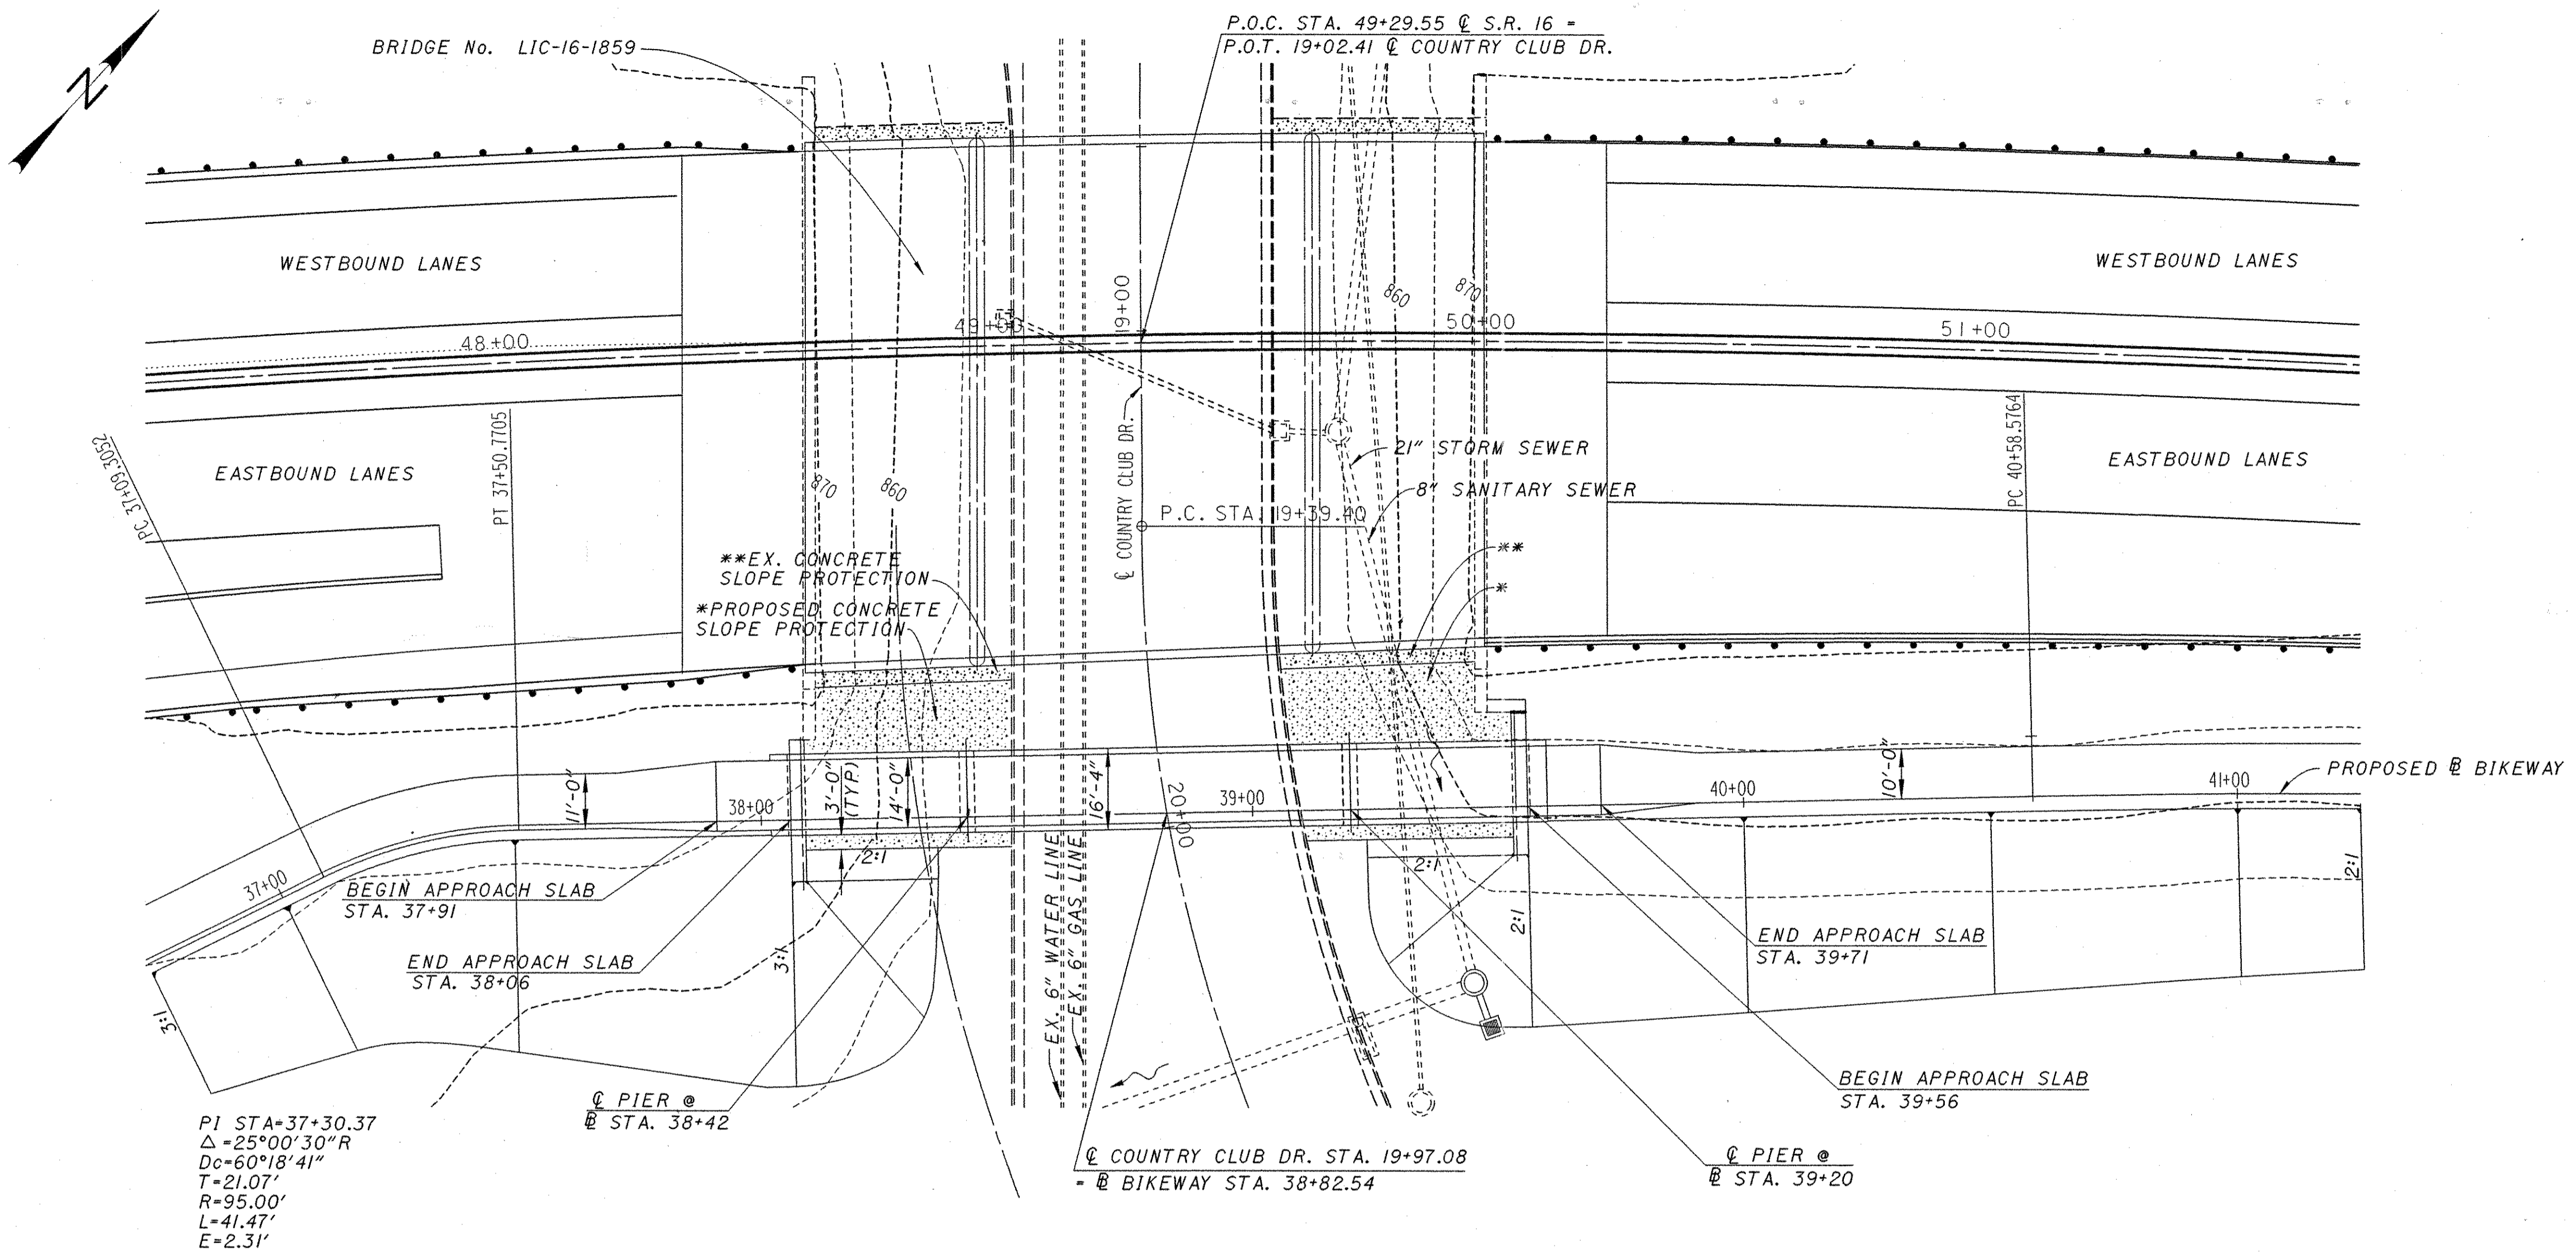 P.O.C. STA. 49+29.55 ℄ S.R. 16 =
P.O.T. 19+02.41 ℄ COUNTRY CLUB DR.
BRIDGE No. LIC-16-1859
N
WESTBOUND LANES
WESTBOUND LANES
860
870
19+00
48+00
49+00
50+00
51+00
PC 37+09.3052
PT 37+50.7705
℄ COUNTRY CLUB DR.
PC 40+58.5764
EASTBOUND LANES
EASTBOUND LANES
21" STORM SEWER
8" SANITARY SEWER
870
860
P.C. STA. 19+39.40
**EX. CONCRETE
SLOPE PROTECTION
*PROPOSED CONCRETE
SLOPE PROTECTION
**
*
11'-0"
38+00
3'-0"
(TYP)
14'-0"
16'-4"
20+00
39+00
40+00
10'-0"
41+00
PROPOSED ⅊ BIKEWAY
37+00
2:1
2:1
2:1
2:1
3:1
3:1
BEGIN APPROACH SLAB
STA. 37+91
END APPROACH SLAB
STA. 38+06
EX. 6" WATER LINE
EX. 6" GAS LINE
END APPROACH SLAB
STA. 39+71
BEGIN APPROACH SLAB
STA. 39+56
℄ PIER @
⅊ STA. 38+42
℄ COUNTRY CLUB DR. STA. 19+97.08
= ⅊ BIKEWAY STA. 38+82.54
℄ PIER @
⅊ STA. 39+20
PI STA=37+30.37
Δ=25°00'30"R
Dc=60°18'41"
T=21.07'
R=95.00'
L=41.47'
E=2.31'